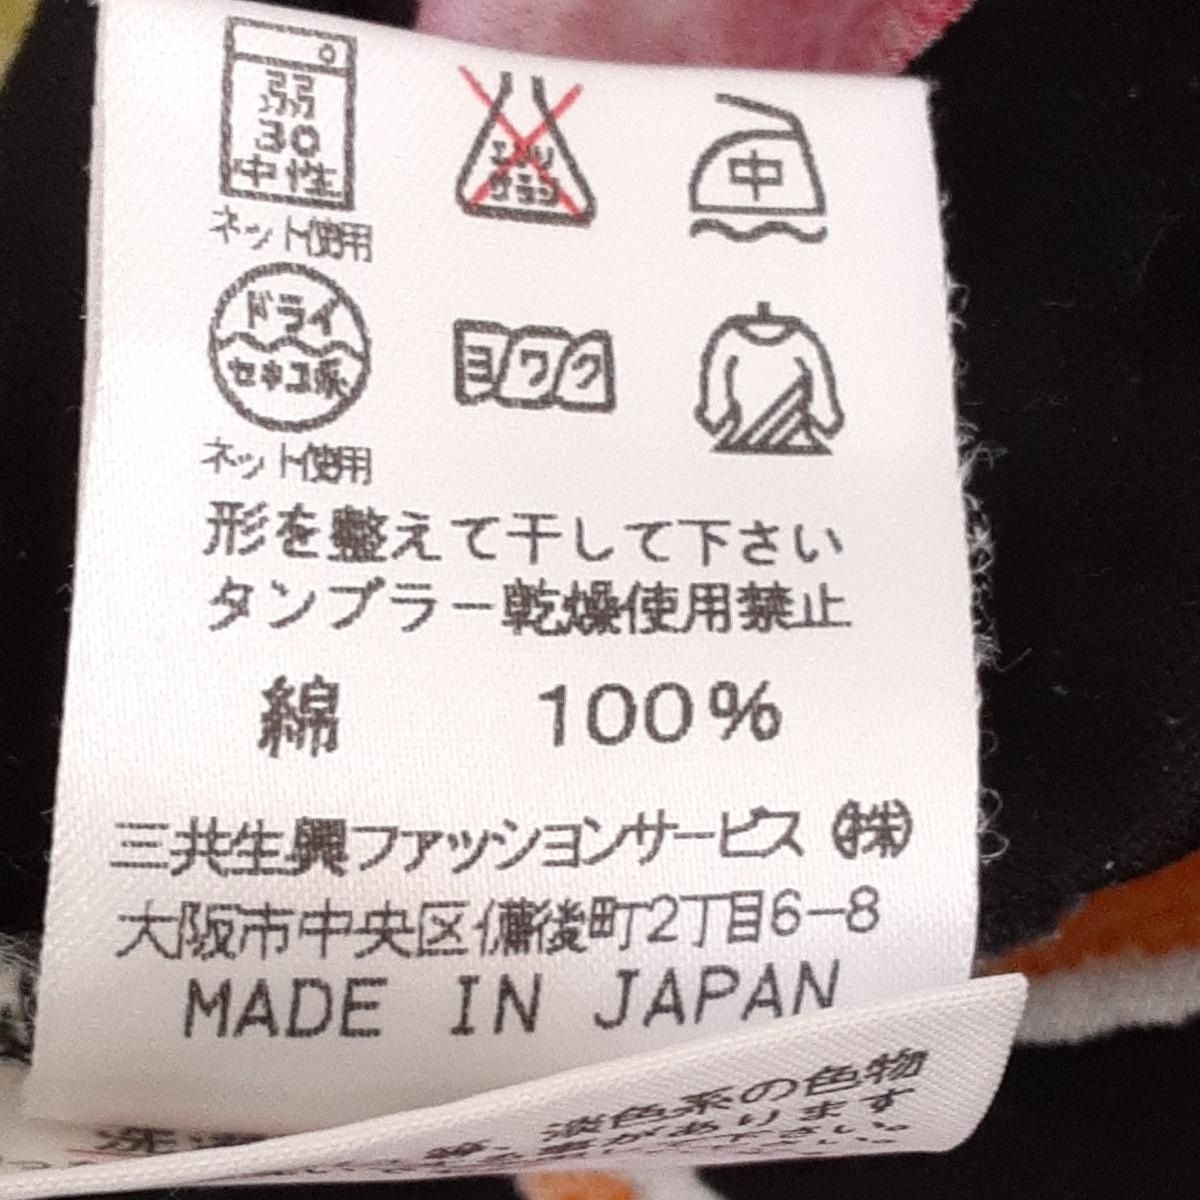 弱
30
中性
ネット使用
エンソ
サラシ
中
ドライ
セキユ系
ネット使用
ヨワク
形を整えて干して下さい
タンブラー乾燥使用禁止
綿 100%
三共生興ファッションサービス ㈱
大阪市中央区備後町2丁目6-8
MADE IN JAPAN
淡色系の色物
があります
下さい。